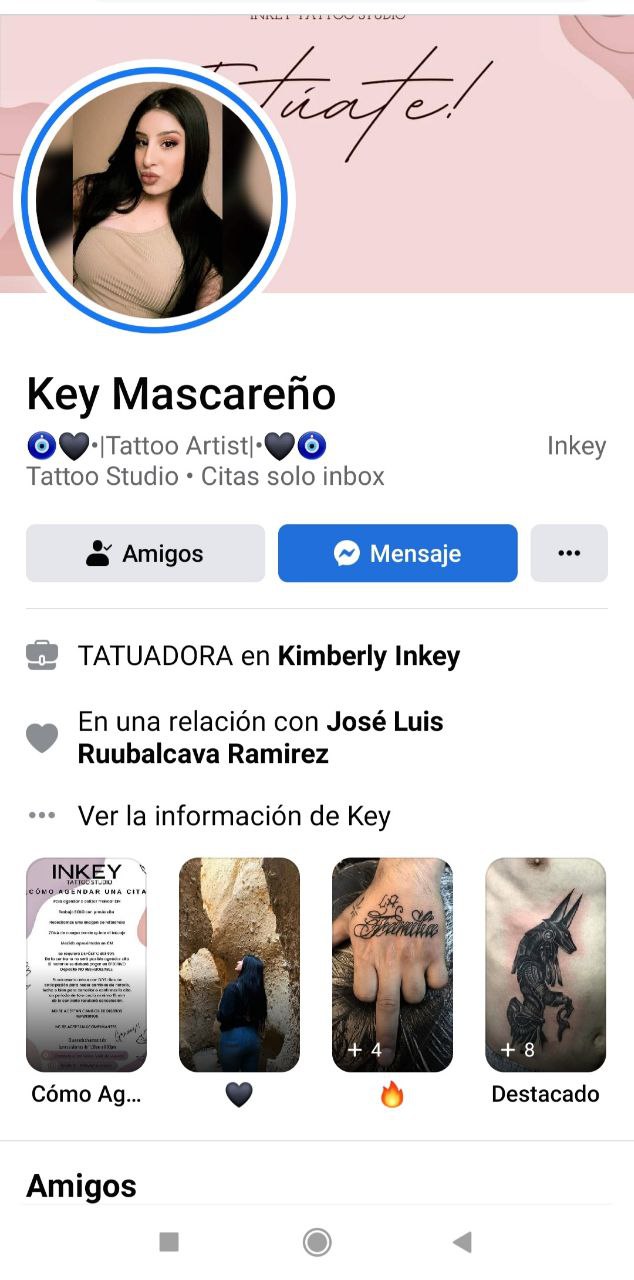 INKEY TATTOO STUDIO
Tatúate!
Key Mascareño
🧿🖤•|Tattoo Artist|•🖤🧿 Inkey
Tattoo Studio • Citas solo inbox
Amigos
Mensaje
TATUADORA en Kimberly Inkey
En una relación con José Luis
Ruubalcava Ramirez
Ver la información de Key
INKEY
TATTOO STUDIO
¿CÓMO AGENDAR UNA CITA
La
Familia
+ 4
+ 8
Cómo Ag...
🖤
🔥
Destacado
Amigos